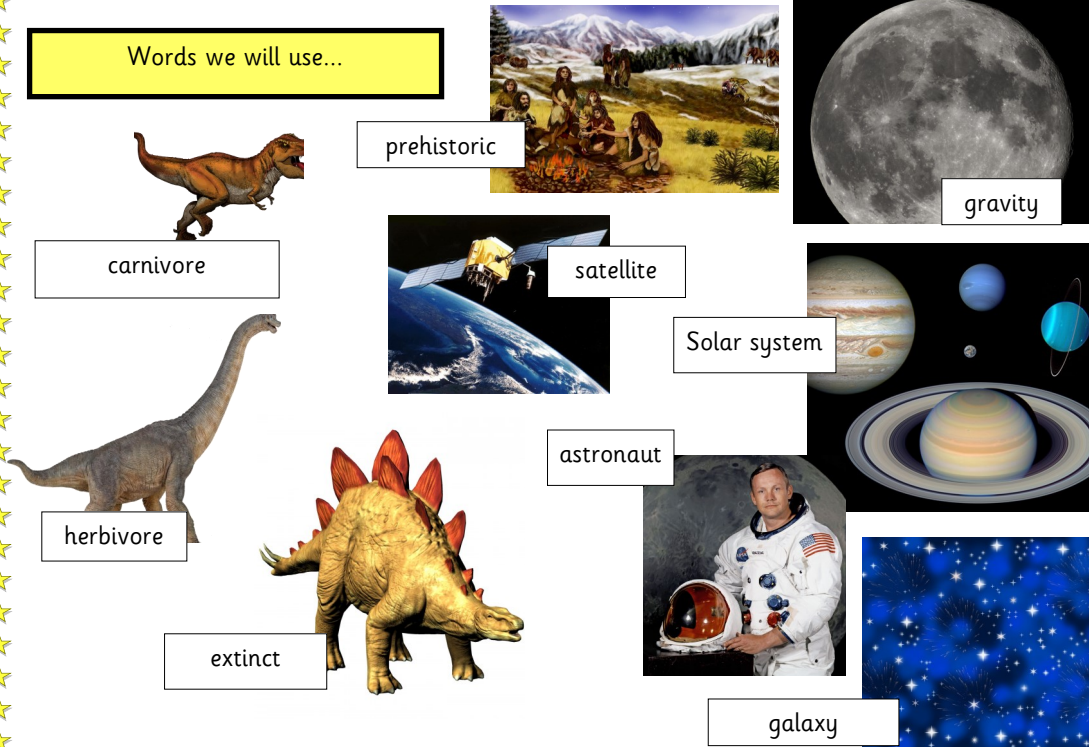 Words we will use...
prehistoric
gravity
carnivore
satellite
Solar system
astronaut
herbivore
extinct
galaxy